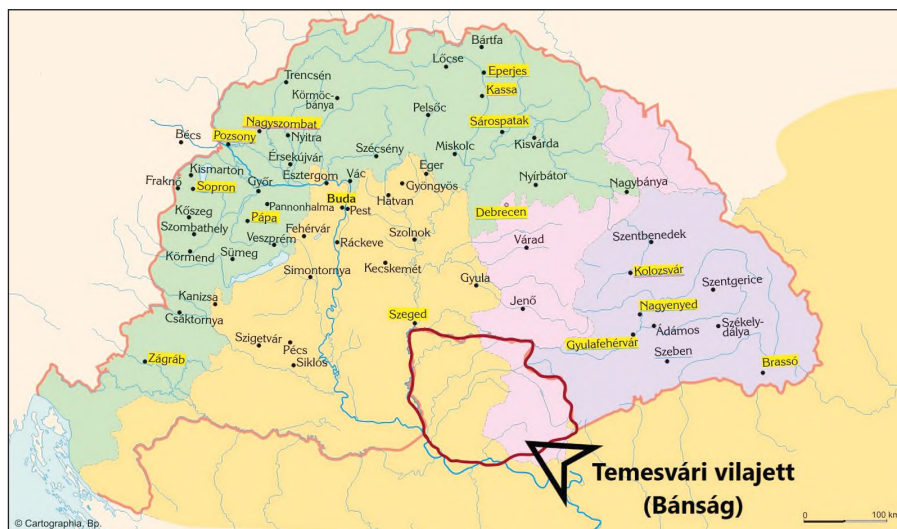 Bártfa
Lőcse
Eperjes
Trencsén
Kassa
Körmöc-
bánya
Pelsőc
Nagyszombat
Sárospatak
Bécs
Pozsony
Nyitra
Kisvárda
Szécsény
Miskolc
Érsekújvár
Eger
Kismarton
Esztergom
Vác
Nyírbátor
Fraknó
Győr
Gyöngyös
Nagybánya
Sopron
Hatvan
Buda
Pest
Debrecen
Kőszeg
Pannonhalma
Pápa
Szombathely
Fehérvár
Szolnok
Szentbenedek
Veszprém
Ráckeve
Várad
Körmend
Sümeg
Kecskemét
Kolozsvár
Simontornya
Gyula
Szentgerice
Kanizsa
Jenő
Nagyenyed
Csáktornya
Szeged
Ádámos
Székely-
dálya
Szigetvár
Gyulafehérvár
Pécs
Zágráb
Siklós
Szeben
Brassó
Temesvári vilajett
(Bánság)
© Cartographia, Bp.
0 100 km